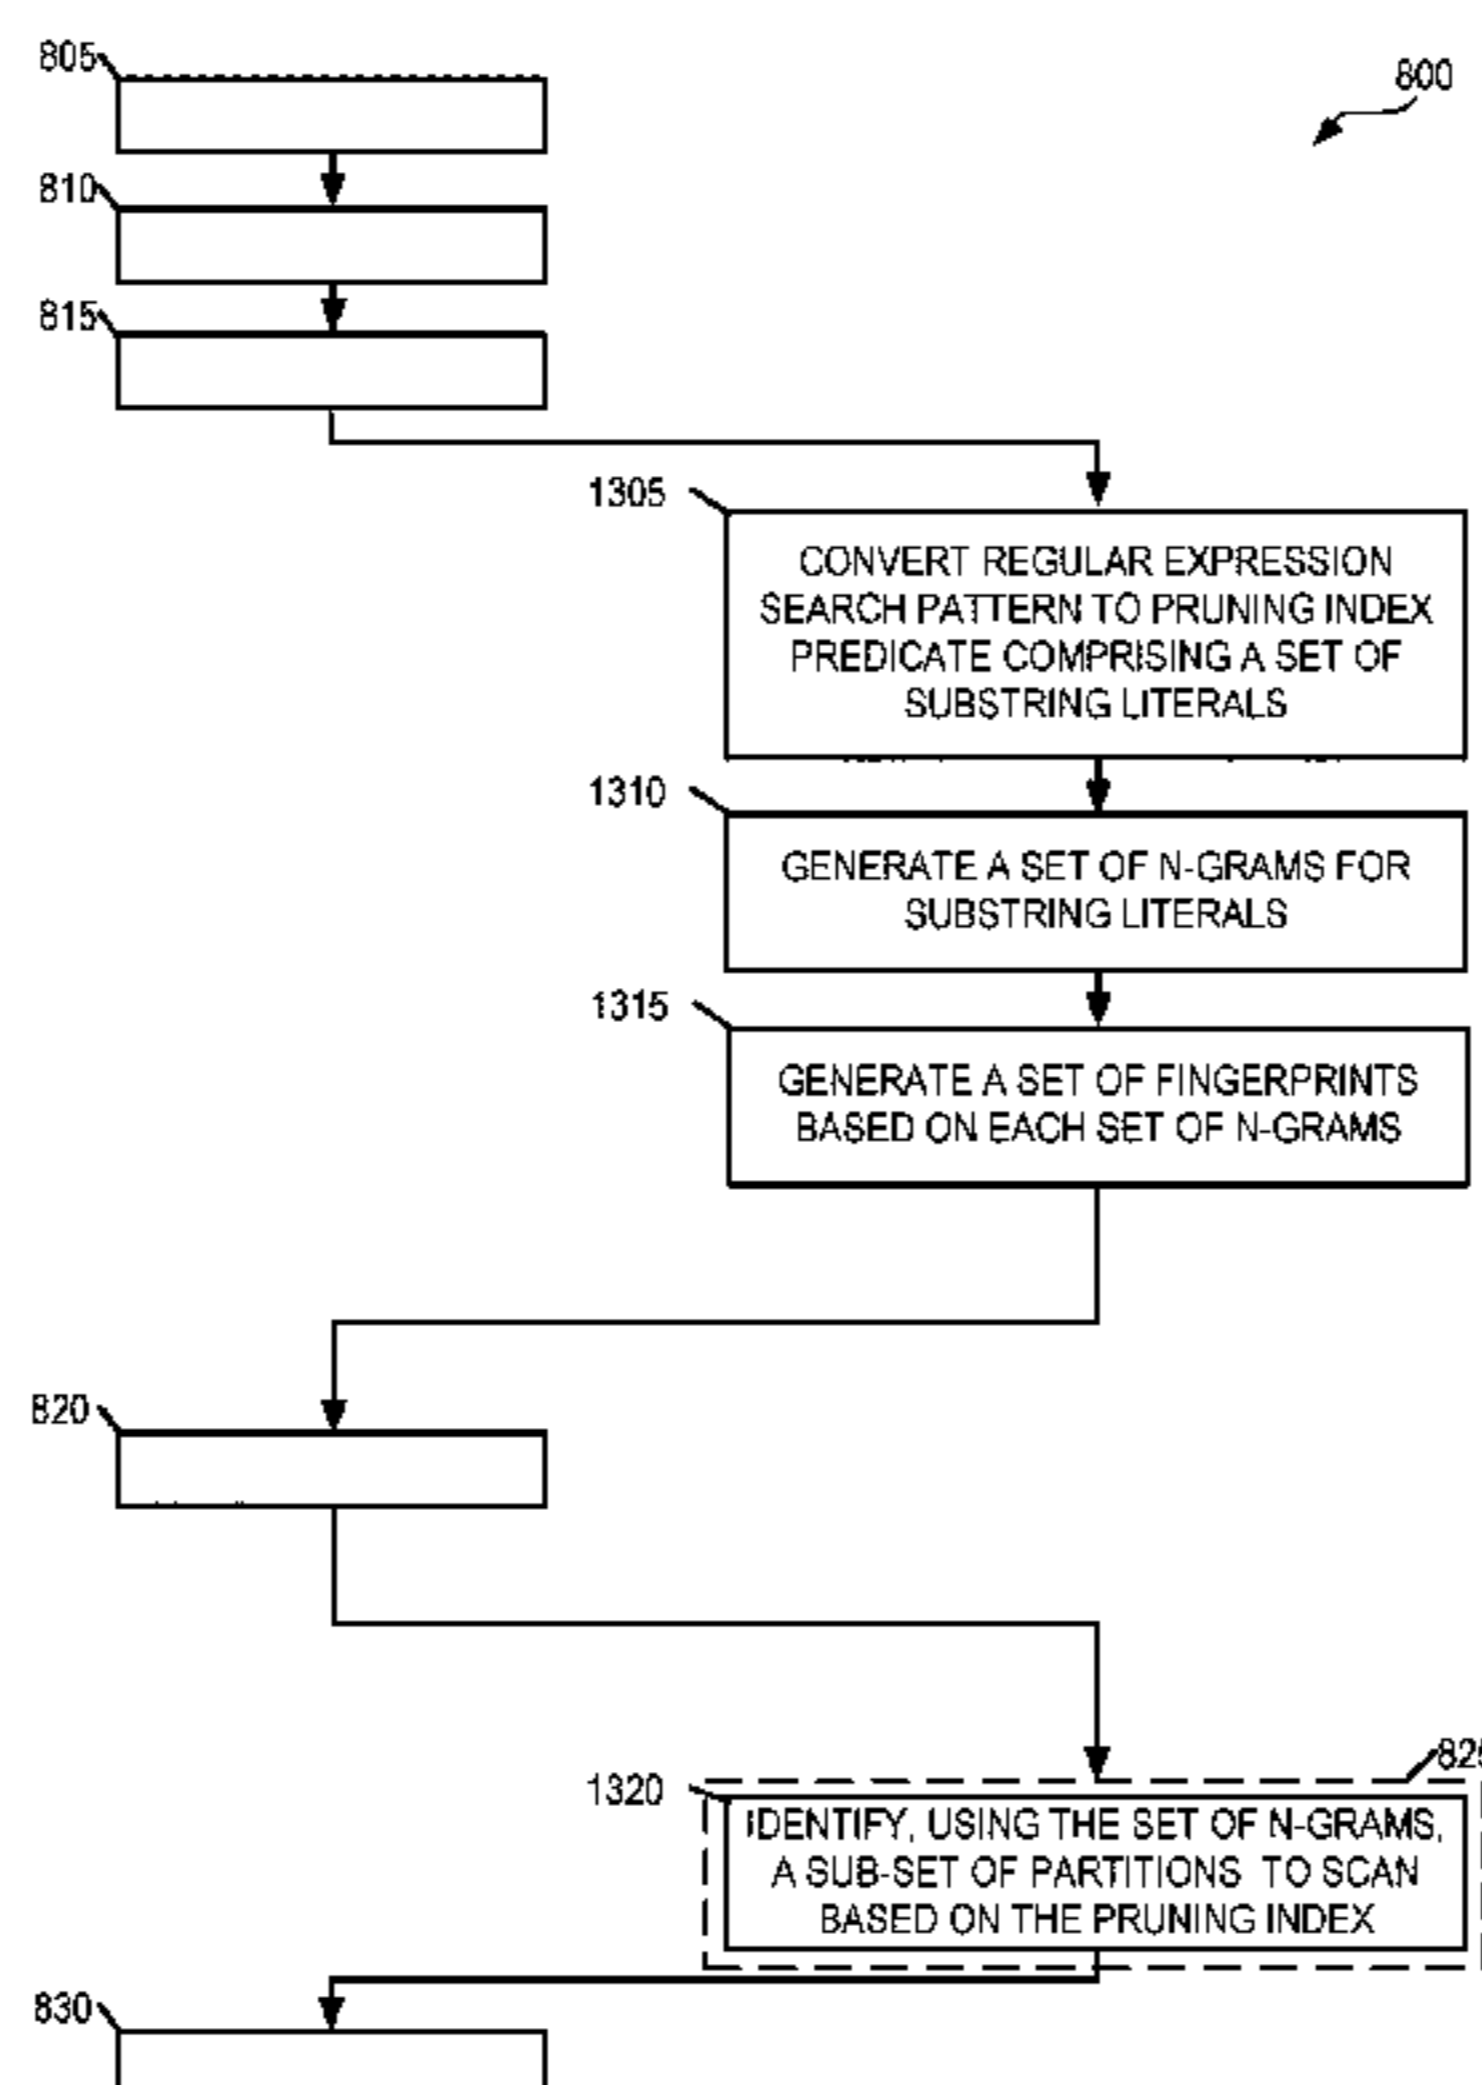 805
800
810
815
1305
CONVERT REGULAR EXPRESSION
SEARCH PATTERN TO PRUNING INDEX
PREDICATE COMPRISING A SET OF
SUBSTRING LITERALS
1310
GENERATE A SET OF N-GRAMS FOR
SUBSTRING LITERALS
1315
GENERATE A SET OF FINGERPRINTS
BASED ON EACH SET OF N-GRAMS
820
825
1320
IDENTIFY, USING THE SET OF N-GRAMS,
A SUB-SET OF PARTITIONS TO SCAN
BASED ON THE PRUNING INDEX
830